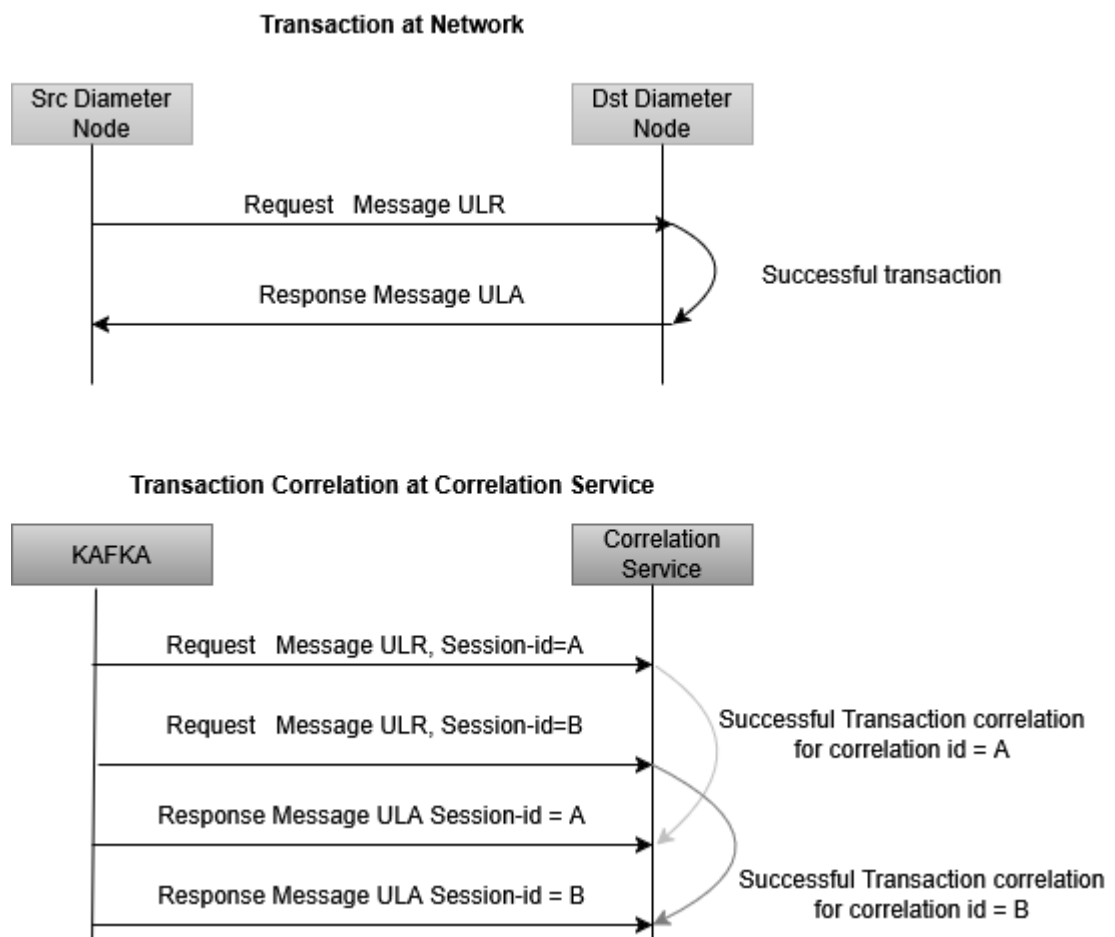 Transaction at Network
Src Diameter
Node
Dst Diameter
Node
Request   Message ULR
Successful transaction
Response Message ULA
Transaction Correlation at Correlation Service
KAFKA
Correlation
Service
Request   Message ULR, Session-id=A
Request   Message ULR, Session-id=B
Successful Transaction correlation
for correlation id = A
Response Message ULA Session-id = A
Response Message ULA Session-id = B
Successful Transaction correlation
for correlation id = B